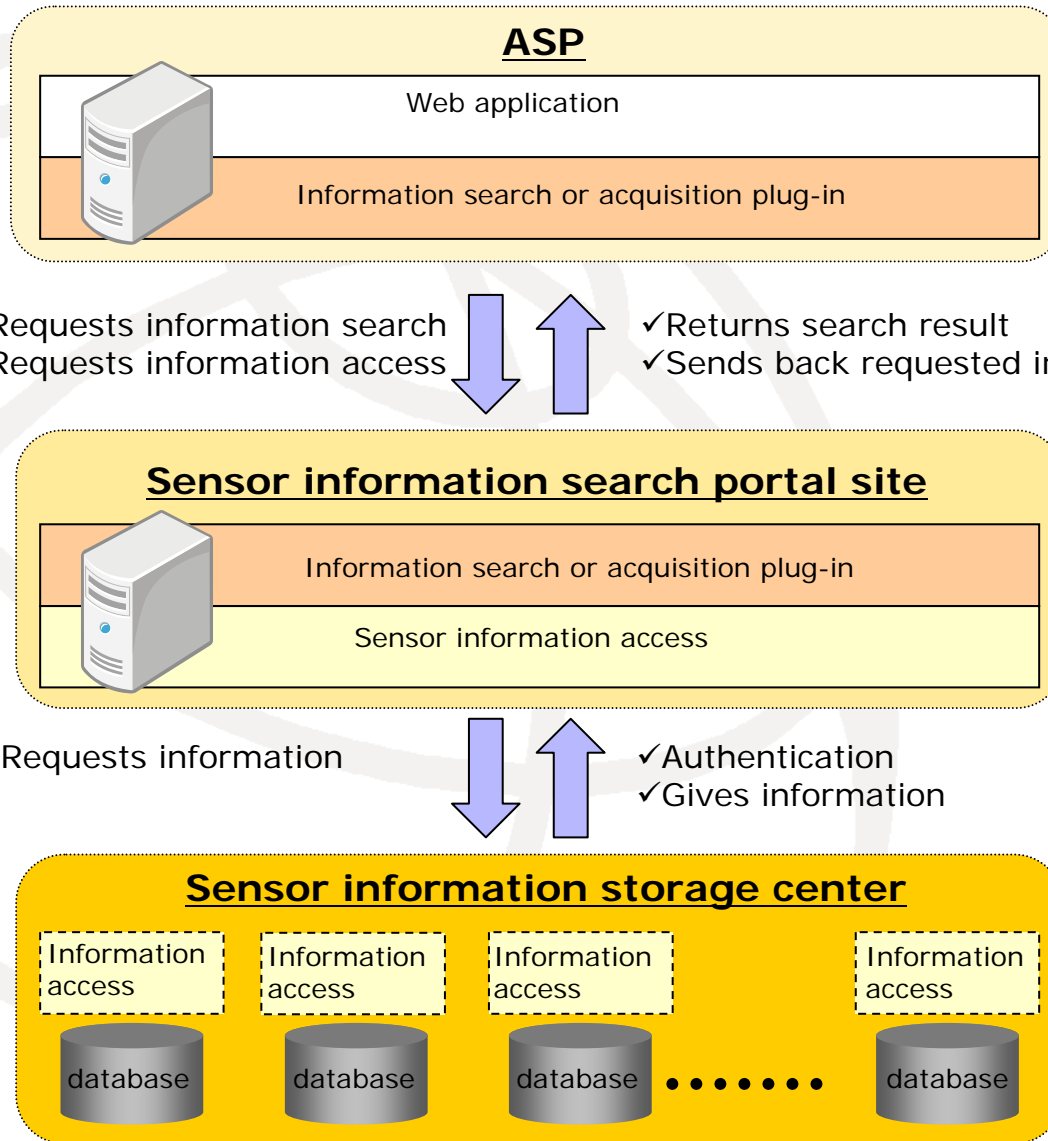 ASP
Web application
Information search or acquisition plug-in
Requests information search
Requests information access
✓Returns search result
✓Sends back requested
Sensor information search portal site
Information search or acquisition plug-in
Sensor information access
Requests information
✓Authentication
✓Gives information
Sensor information storage center
Information
access
Information
access
Information
access
Information
access
database
database
database
•••••••
database